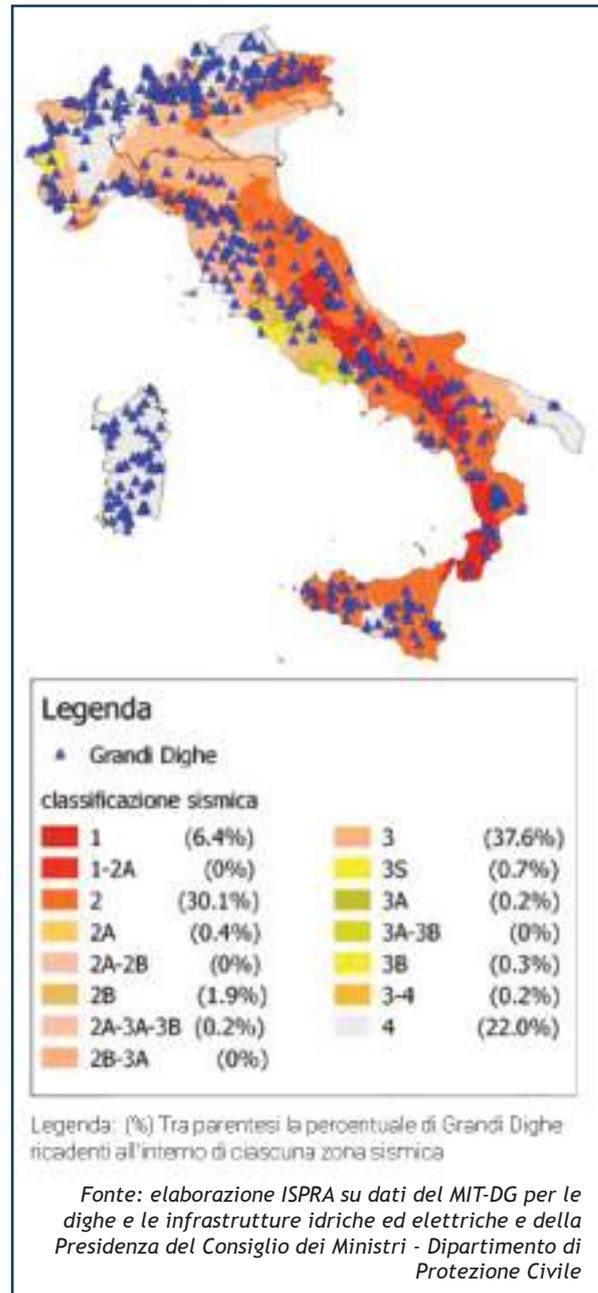 Legenda
Grandi Dighe
classificazione sismica
1 (6.4%)
1-2A (0%)
2 (30.1%)
2A (0.4%)
2A-2B (0%)
2B (1.9%)
2A-3A-3B (0.2%)
2B-3A (0%)
3 (37.6%)
3S (0.7%)
3A (0.2%)
3A-3B (0%)
3B (0.3%)
3-4 (0.2%)
4 (22.0%)
Legenda: (%) Tra parentesi la percentuale di Grandi Dighe
ricadenti all'interno di ciascuna zona sismica
Fonte: elaborazione ISPRA su dati del MIT-DG per le
dighe e le infrastrutture idriche ed elettriche e della
Presidenza del Consiglio dei Ministri - Dipartimento di
Protezione Civile